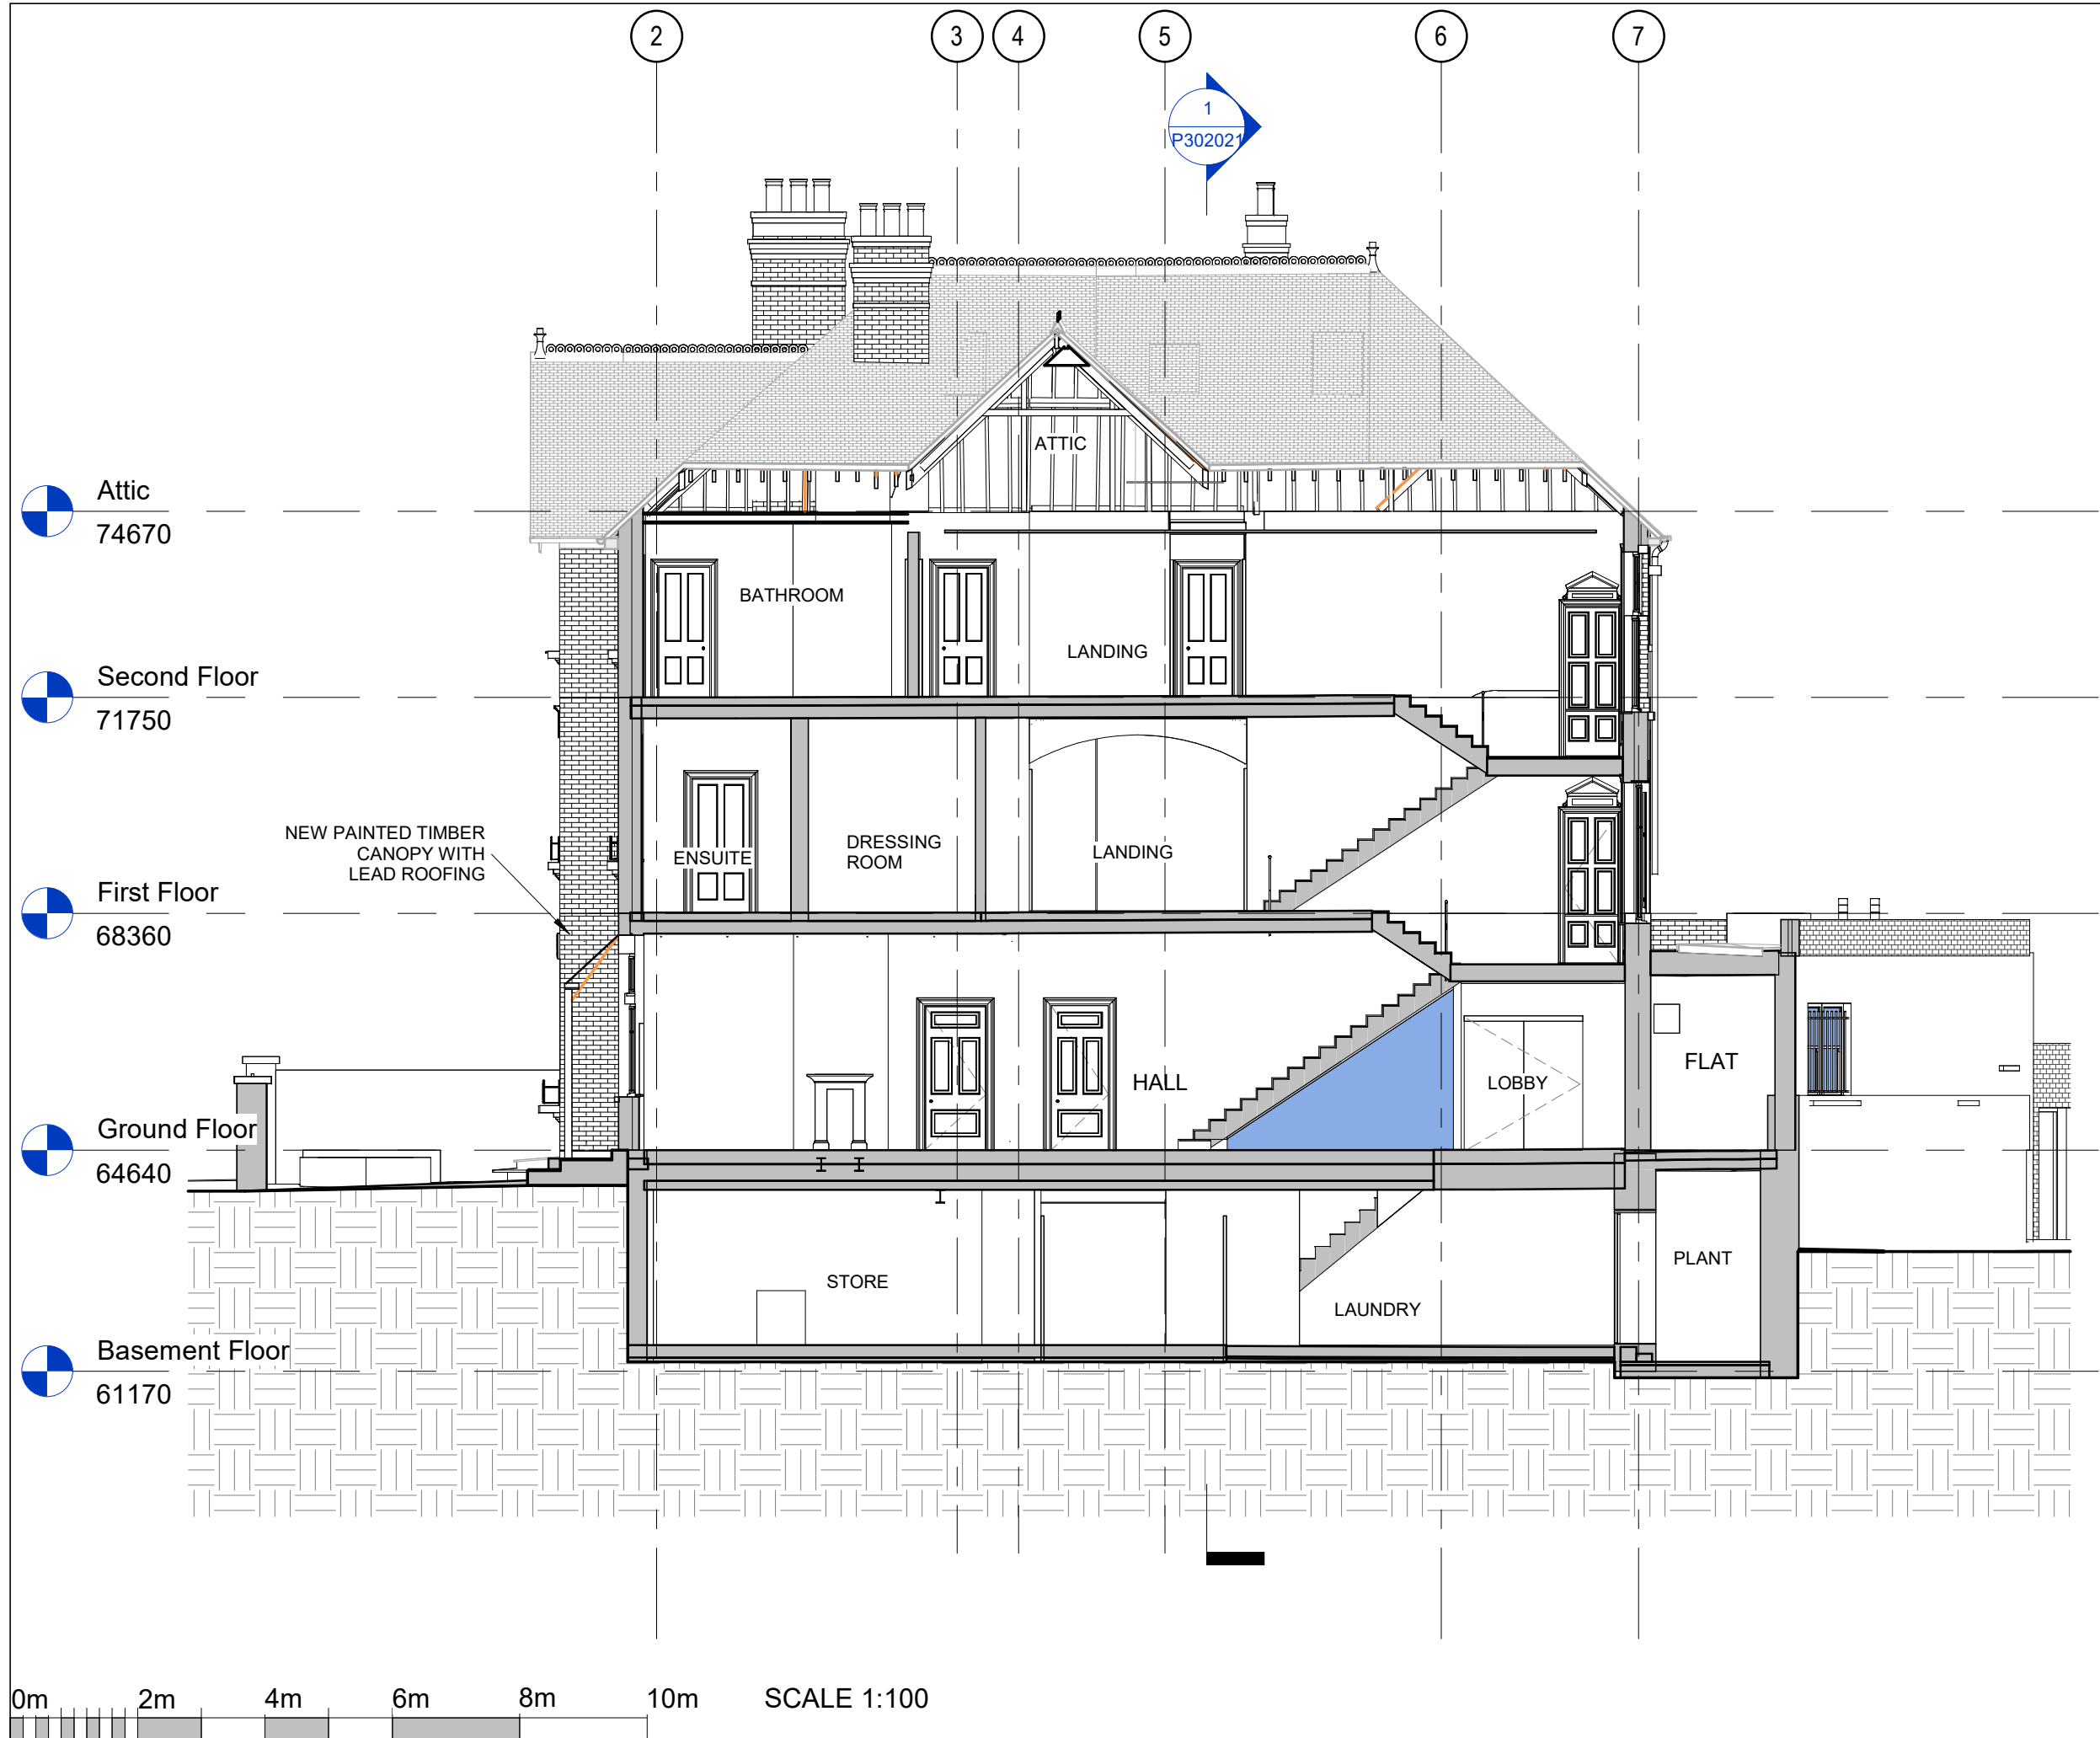 2
3
4
5
6
7
1
P302021
ATTIC
Attic
74670
BATHROOM
LANDING
Second Floor
71750
NEW PAINTED TIMBER
CANOPY WITH
LEAD ROOFING
ENSUITE
DRESSING
ROOM
LANDING
First Floor
68360
HALL
LOBBY
FLAT
Ground Floor
64640
STORE
LAUNDRY
PLANT
Basement Floor
61170
0m
2m
4m
6m
8m
10m
SCALE 1:100